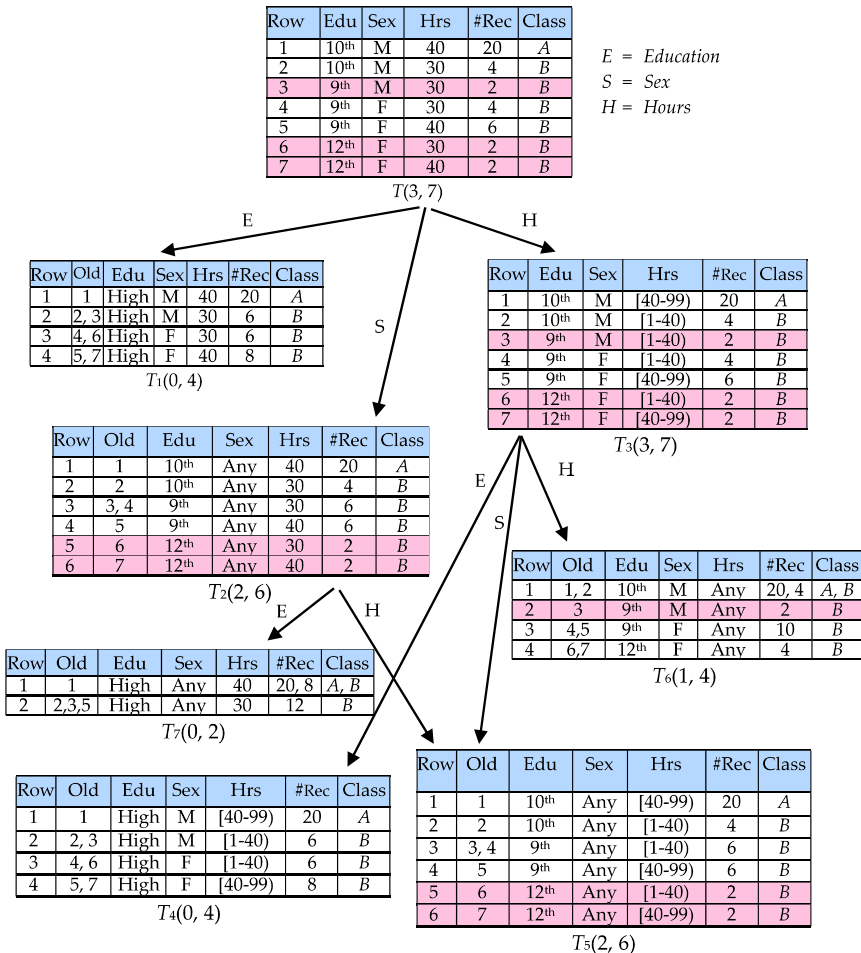 Row Edu Sex Hrs #Rec Class
1 10th M 40 20 A
2 10th M 30 4 B
3 9th M 30 2 B
4 9th F 30 4 B
5 9th F 40 6 B
6 12th F 30 2 B
7 12th F 40 2 B
T(3, 7)
E = Education
S = Sex
H = Hours
E
S
H
Row Old Edu Sex Hrs #Rec Class
1 1 High M 40 20 A
2 2, 3 High M 30 6 B
3 4, 6 High F 30 6 B
4 5, 7 High F 40 8 B
T1(0, 4)
Row Edu Sex Hrs #Rec Class
1 10th M [40-99) 20 A
2 10th M [1-40) 4 B
3 9th M [1-40) 2 B
4 9th F [1-40) 4 B
5 9th F [40-99) 6 B
6 12th F [1-40) 2 B
7 12th F [40-99) 2 B
T3(3, 7)
Row Old Edu Sex Hrs #Rec Class
1 1 10th Any 40 20 A
2 2 10th Any 30 4 B
3 3, 4 9th Any 30 6 B
4 5 9th Any 40 6 B
5 6 12th Any 30 2 B
6 7 12th Any 40 2 B
T2(2, 6)
E
H
E
S
H
Row Old Edu Sex Hrs #Rec Class
1 1, 2 10th M Any 20, 4 A, B
2 3 9th M Any 2 B
3 4,5 9th F Any 10 B
4 6,7 12th F Any 4 B
T6(1, 4)
Row Old Edu Sex Hrs #Rec Class
1 1 High Any 40 20, 8 A, B
2 2,3,5 High Any 30 12 B
T7(0, 2)
Row Old Edu Sex Hrs #Rec Class
1 1 High M [40-99) 20 A
2 2, 3 High M [1-40) 6 B
3 4, 6 High F [1-40) 6 B
4 5, 7 High F [40-99) 8 B
T4(0, 4)
Row Old Edu Sex Hrs #Rec Class
1 1 10th Any [40-99) 20 A
2 2 10th Any [1-40) 4 B
3 3, 4 9th Any [1-40) 6 B
4 5 9th Any [40-99) 6 B
5 6 12th Any [1-40) 2 B
6 7 12th Any [40-99) 2 B
T5(2, 6)